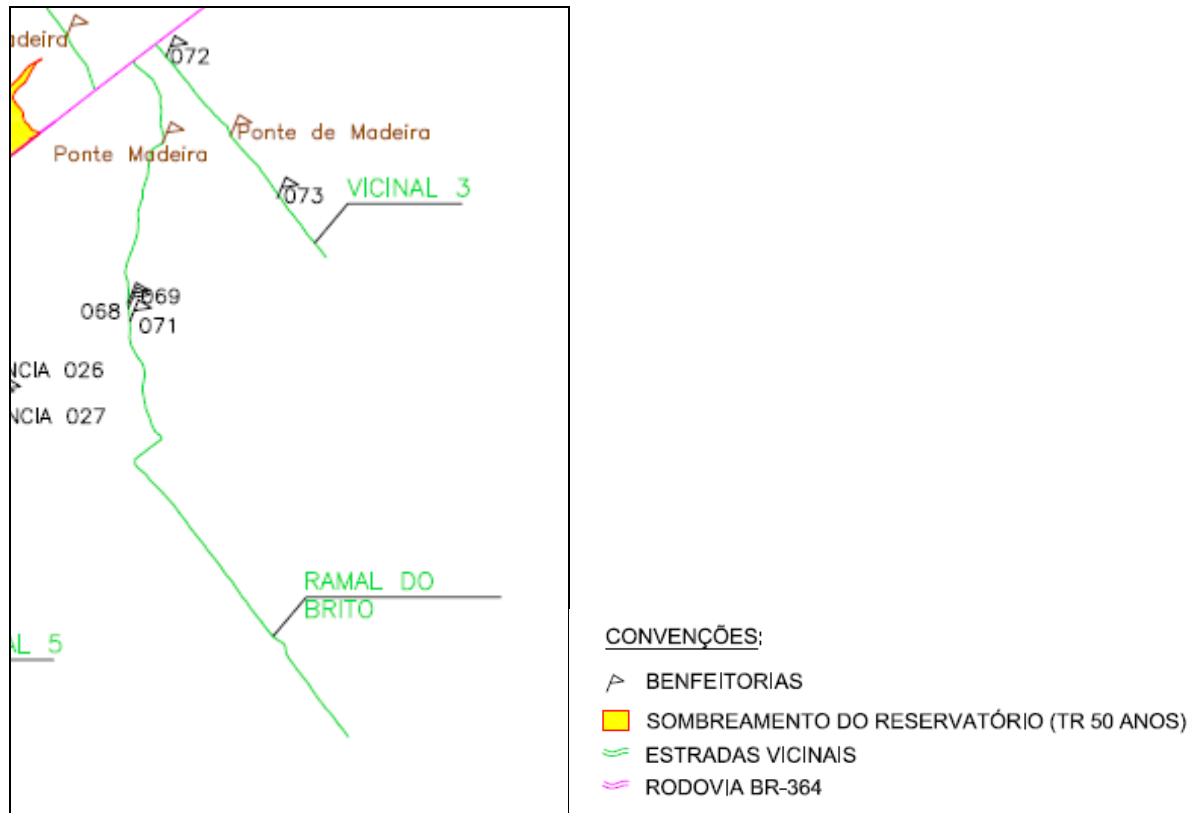 adeira
072
Ponte de Madeira
Ponte Madeira
073
VICINAL 3
069
068
071
NCIA 026
NCIA 027
RAMAL DO
BRITO
AL 5
CONVENÇÕES:
BENFEITORIAS
SOMBREAMENTO DO RESERVATÓRIO (TR 50 ANOS)
ESTRADAS VICINAIS
RODOVIA BR-364